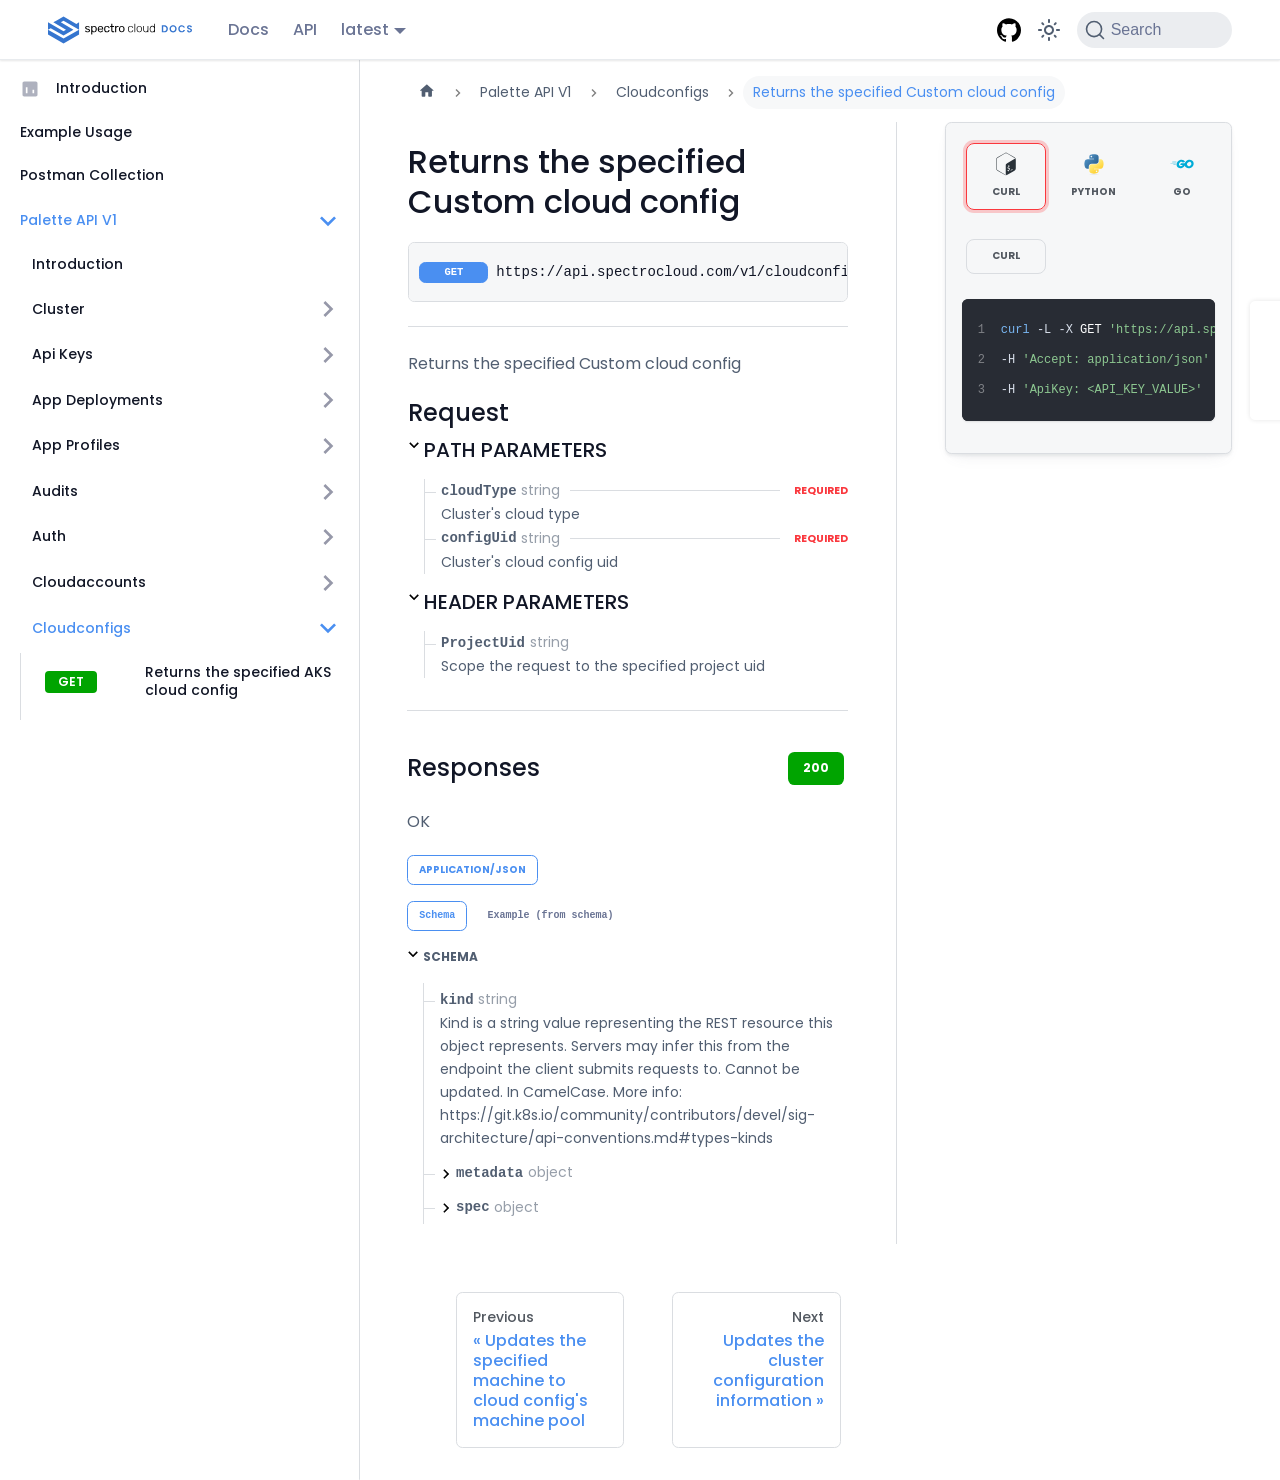 spectro cloud DOCS
Docs
API
latest
Search
Introduction
Example Usage
Postman Collection
Palette API V1
Introduction
Cluster
Api Keys
App Deployments
App Profiles
Audits
Auth
Cloudaccounts
Cloudconfigs
GET
Returns the specified AKS
cloud config
Palette API V1
Cloudconfigs
Returns the specified Custom cloud config
Returns the specified
Custom cloud config
GET https://api.spectrocloud.com/v1/cloudconfi
Returns the specified Custom cloud config
Request
PATH PARAMETERS
cloudType string REQUIRED
Cluster's cloud type
configUid string REQUIRED
Cluster's cloud config uid
HEADER PARAMETERS
ProjectUid string
Scope the request to the specified project uid
Responses
200
OK
APPLICATION/JSON
Schema
Example (from schema)
SCHEMA
kind string
Kind is a string value representing the REST resource this
object represents. Servers may infer this from the
endpoint the client submits requests to. Cannot be
updated. In CamelCase. More info:
https://git.k8s.io/community/contributors/devel/sig-
architecture/api-conventions.md#types-kinds
metadata object
spec object
CURL
PYTHON
GO
CURL
1 curl -L -X GET 'https://api.sp
2 -H 'Accept: application/json'
3 -H 'ApiKey: <API_KEY_VALUE>'
Previous
« Updates the
specified
machine to
cloud config's
machine pool
Next
Updates the
cluster
configuration
information »